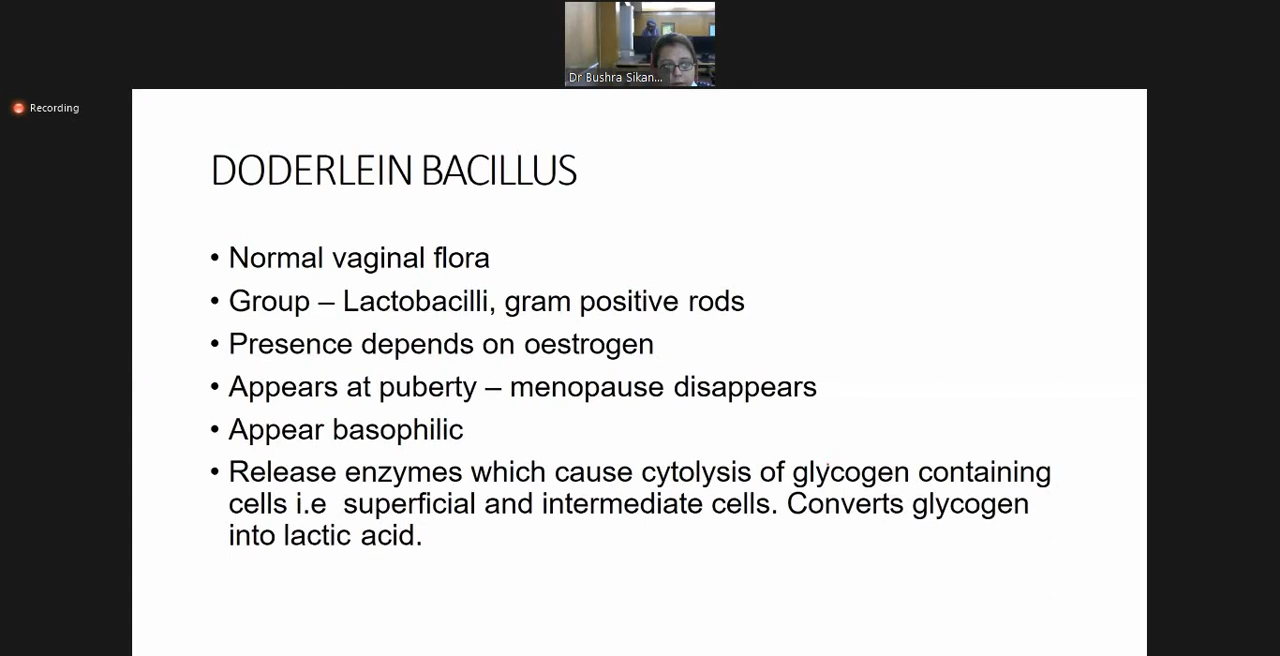 Dr Bushra Sikan...
Recording
DODERLEIN BACILLUS
• Normal vaginal flora
• Group – Lactobacilli, gram positive rods
• Presence depends on oestrogen
• Appears at puberty – menopause disappears
• Appear basophilic
• Release enzymes which cause cytolysis of glycogen containing
cells i.e  superficial and intermediate cells. Converts glycogen
into lactic acid.